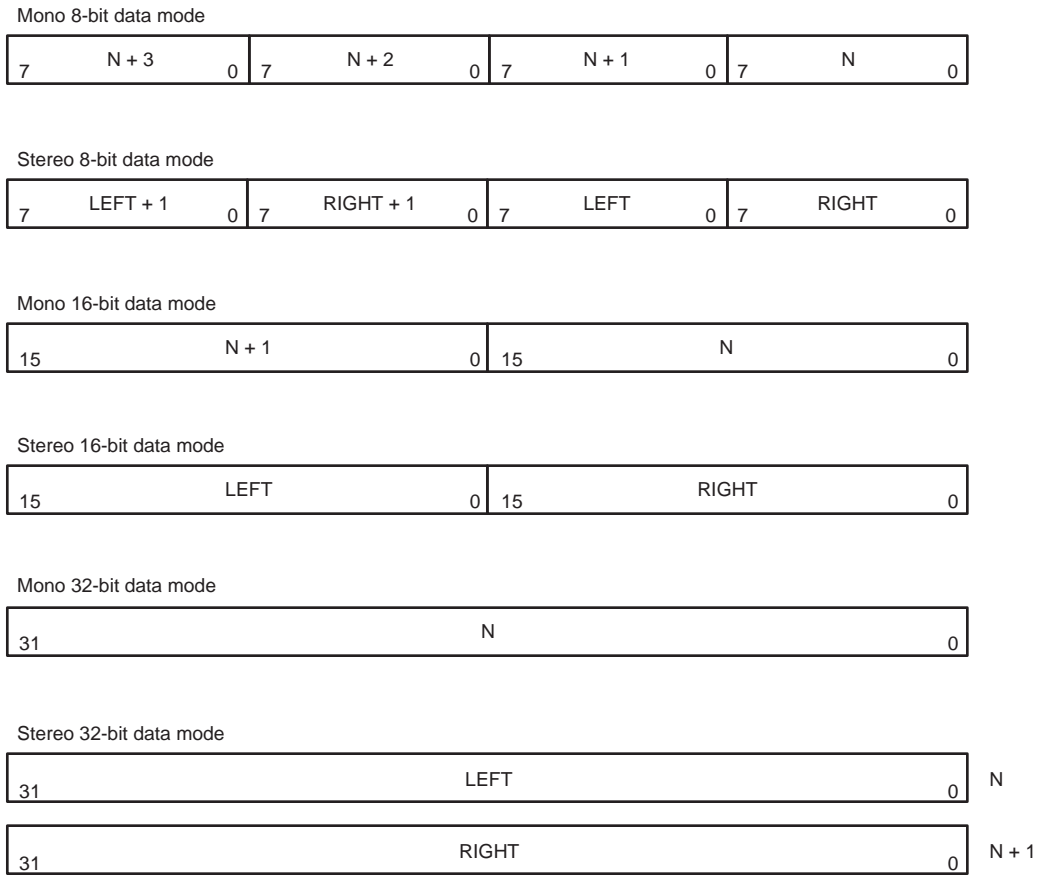 Mono 8-bit data mode
7 N + 3 0 7 N + 2 0 7 N + 1 0 7 N 0
Stereo 8-bit data mode
7 LEFT + 1 0 7 RIGHT + 1 0 7 LEFT 0 7 RIGHT 0
Mono 16-bit data mode
15 N + 1 0 15 N 0
Stereo 16-bit data mode
15 LEFT 0 15 RIGHT 0
Mono 32-bit data mode
31 N 0
Stereo 32-bit data mode
31 LEFT 0 N
31 RIGHT 0 N + 1